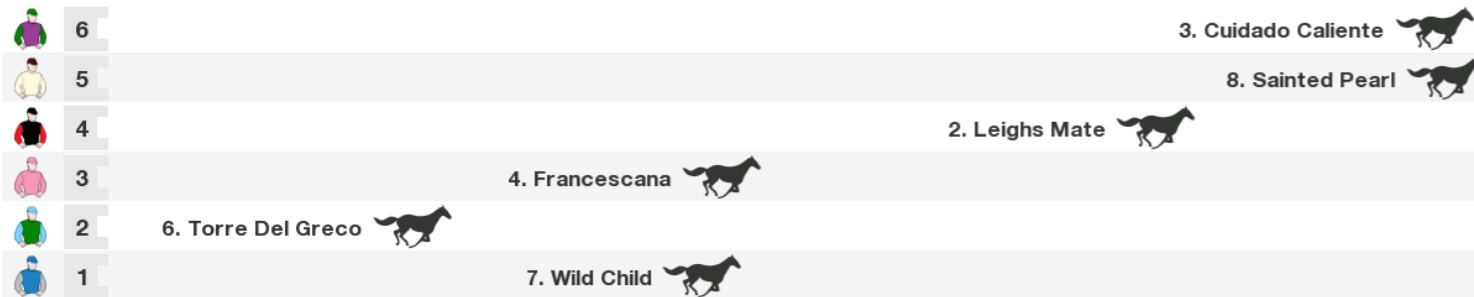 6 3. Cuidado Caliente
5 8. Sainted Pearl
4 2. Leighs Mate
3 4. Francescana
2 6. Torre Del Greco
1 7. Wild Child